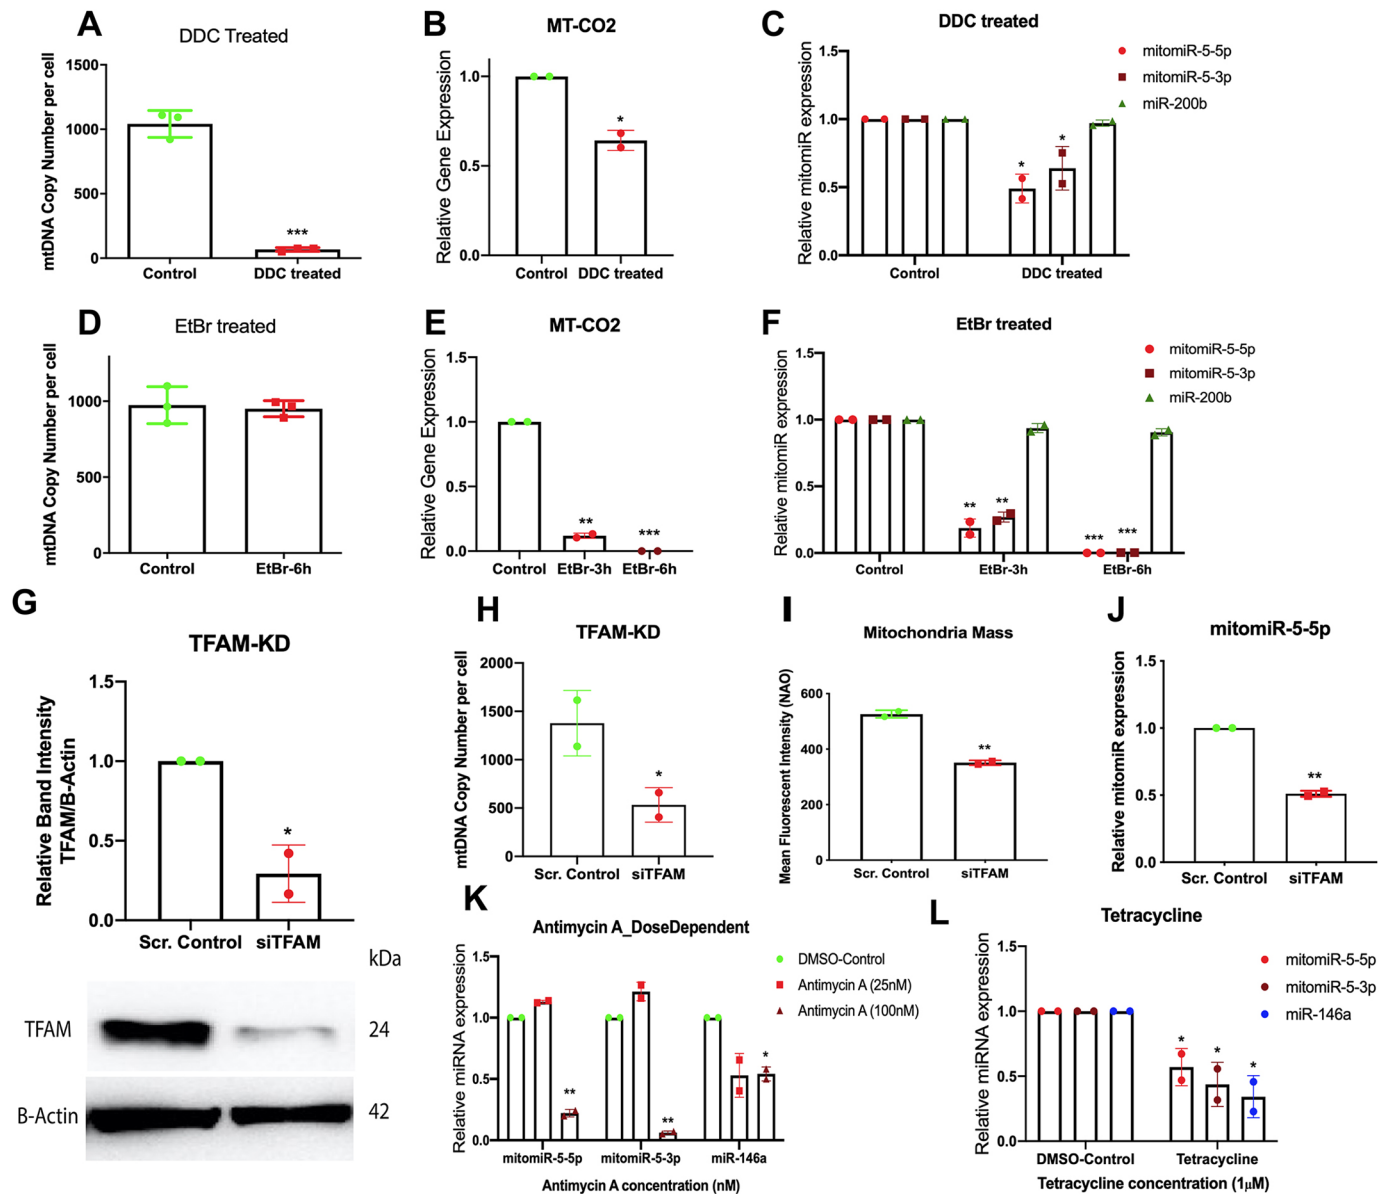 A
DDC Treated
mtDNA Copy Number per cell
1500
1000
500
0
***
Control
DDC treated
B
MT-CO2
Relative Gene Expression
1.0
0.5
0.0
*
Control
DDC treated
C
DDC treated
Relative mitomiR expression
1.5
1.0
0.5
0.0
*
*
Control
DDC treated
mitomiR-5-5p
mitomiR-5-3p
miR-200b
D
EtBr treated
mtDNA Copy Number per cell
1000
500
0
Control
EtBr-6h
E
MT-CO2
Relative Gene Expression
1.5
1.0
0.5
0.0
**
***
Control
EtBr-3h
EtBr-6h
F
EtBr treated
Relative mitomiR expression
1.5
1.0
0.5
0.0
**
**
***
***
Control
EtBr-3h
EtBr-6h
mitomiR-5-5p
mitomiR-5-3p
miR-200b
G
TFAM-KD
Relative Band Intensity
TFAM/B-Actin
1.5
1.0
0.5
0.0
*
Scr. Control
siTFAM
kDa
TFAM
24
B-Actin
42
H
TFAM-KD
mtDNA Copy Number per cell
2000
1500
1000
500
0
*
Scr. Control
siTFAM
I
Mitochondria Mass
Mean Fluorescent Intensity (NAO)
600
400
200
0
**
Scr. Control
siTFAM
J
mitomiR-5-5p
Relative mitomiR expression
1.5
1.0
0.5
0.0
**
Scr. Control
siTFAM
K
Antimycin A_DoseDependent
Relative miRNA expression
1.5
1.0
0.5
0.0
**
**
*
mitomiR-5-5p
mitomiR-5-3p
miR-146a
Antimycin A concentration (nM)
DMSO-Control
Antimycin A (25nM)
Antimycin A (100nM)
L
Tetracycline
Relative miRNA expression
1.5
1.0
0.5
0.0
*
*
*
DMSO-Control
Tetracycline
Tetracycline concentration (1µM)
mitomiR-5-5p
mitomiR-5-3p
miR-146a